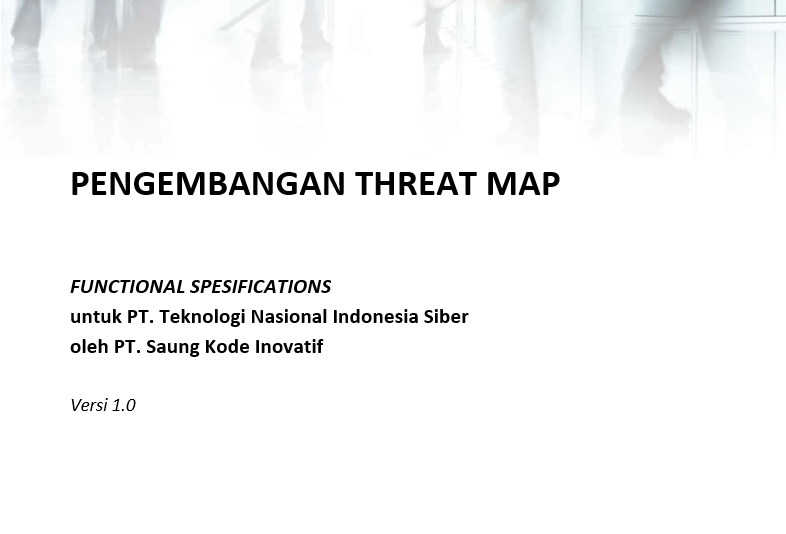 PENGEMBANGAN THREAT MAP
FUNCTIONAL SPESIFICATIONS
untuk PT. Teknologi Nasional Indonesia Siber
oleh PT. Saung Kode Inovatif
Versi 1.0